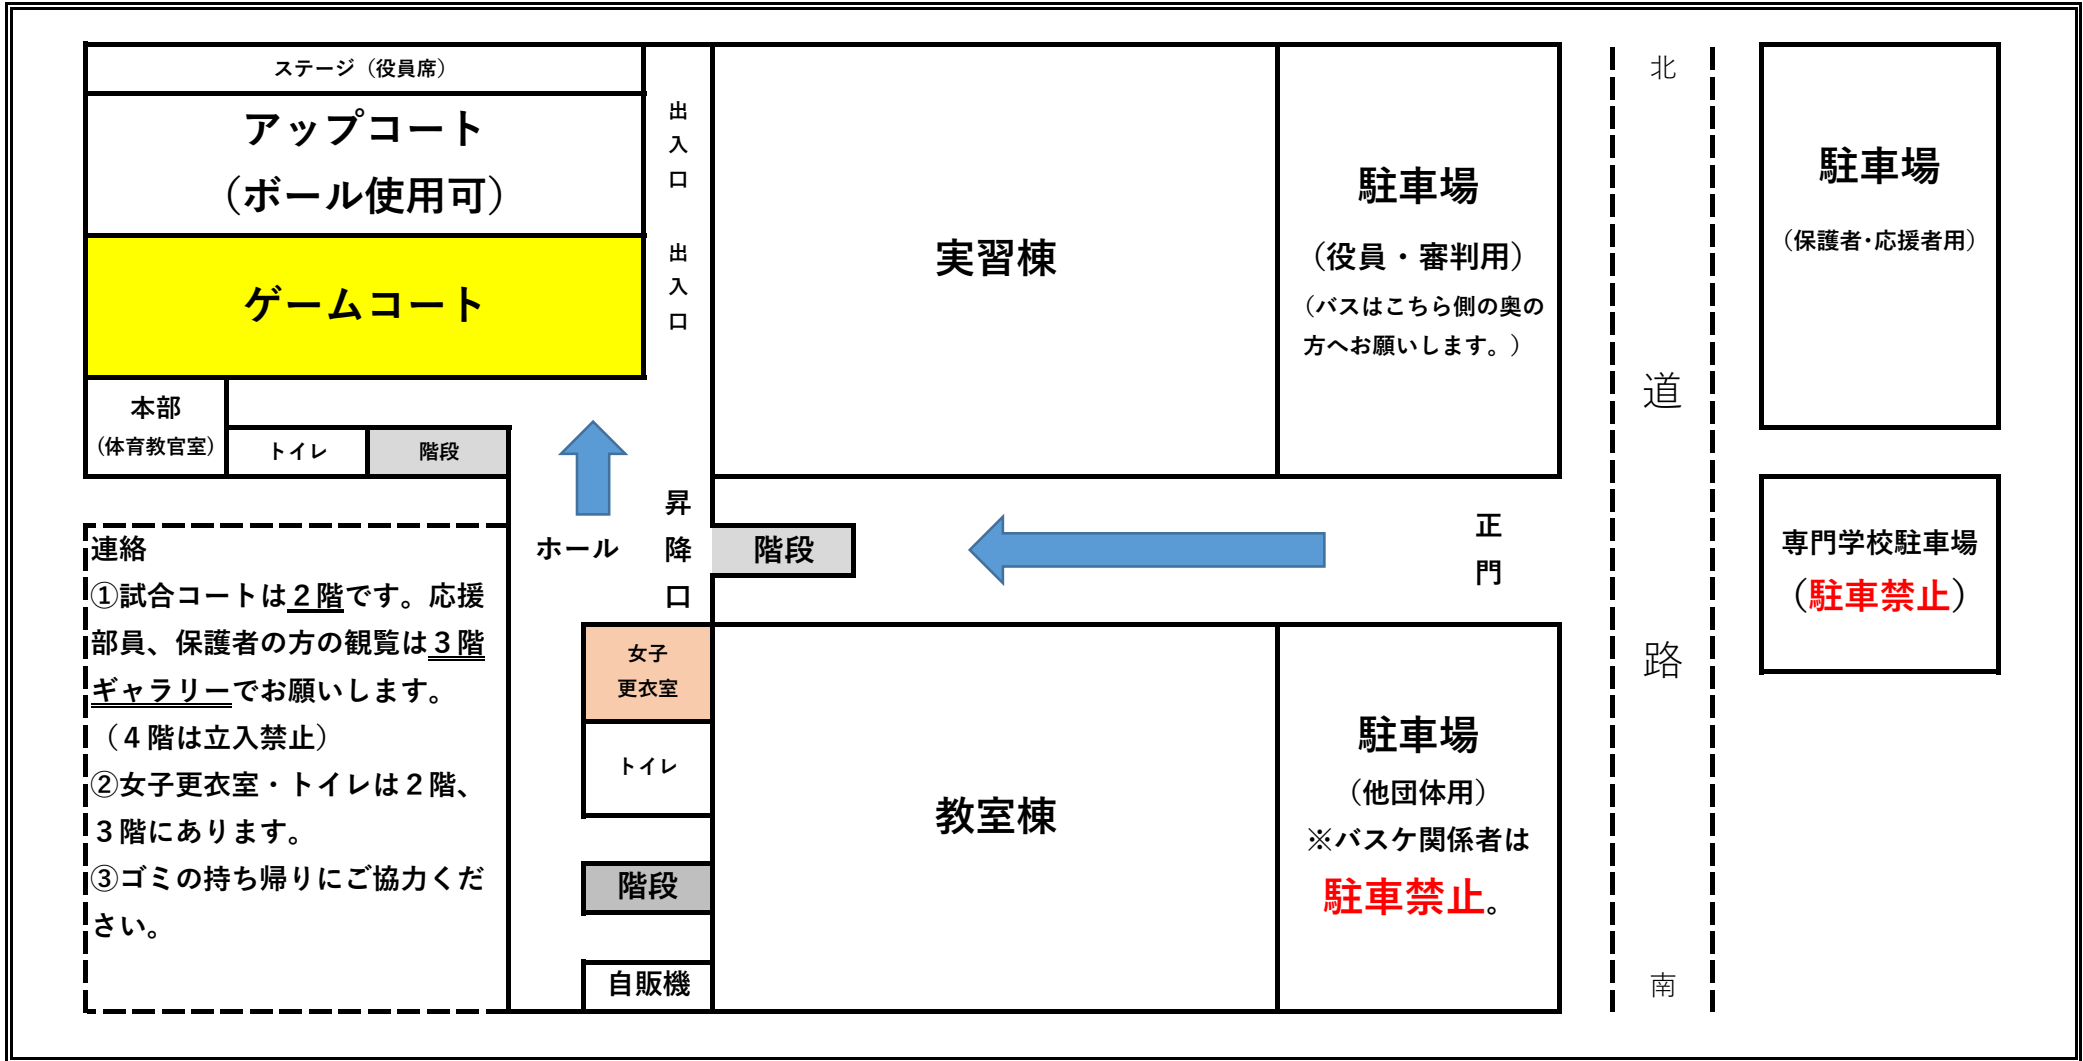 ステージ（役員席）
アップコート
（ボール使用可）
ゲームコート
出入口
出入口
本部
(体育教官室)
トイレ
階段
実習棟
駐車場
（役員・審判用）
（バスはこちら側の奥の
方へお願いします。）
北
道
路
南
駐車場
（保護者・応援者用）
専門学校駐車場
（駐車禁止）
正門
階段
昇降口
ホール
連絡
①試合コートは２階です。応援
部員、保護者の方の観覧は３階
ギャラリーでお願いします。
（４階は立入禁止）
②女子更衣室・トイレは２階、
３階にあります。
③ゴミの持ち帰りにご協力くだ
さい。
女子
更衣室
トイレ
階段
自販機
教室棟
駐車場
（他団体用）
※バスケ関係者は
駐車禁止。